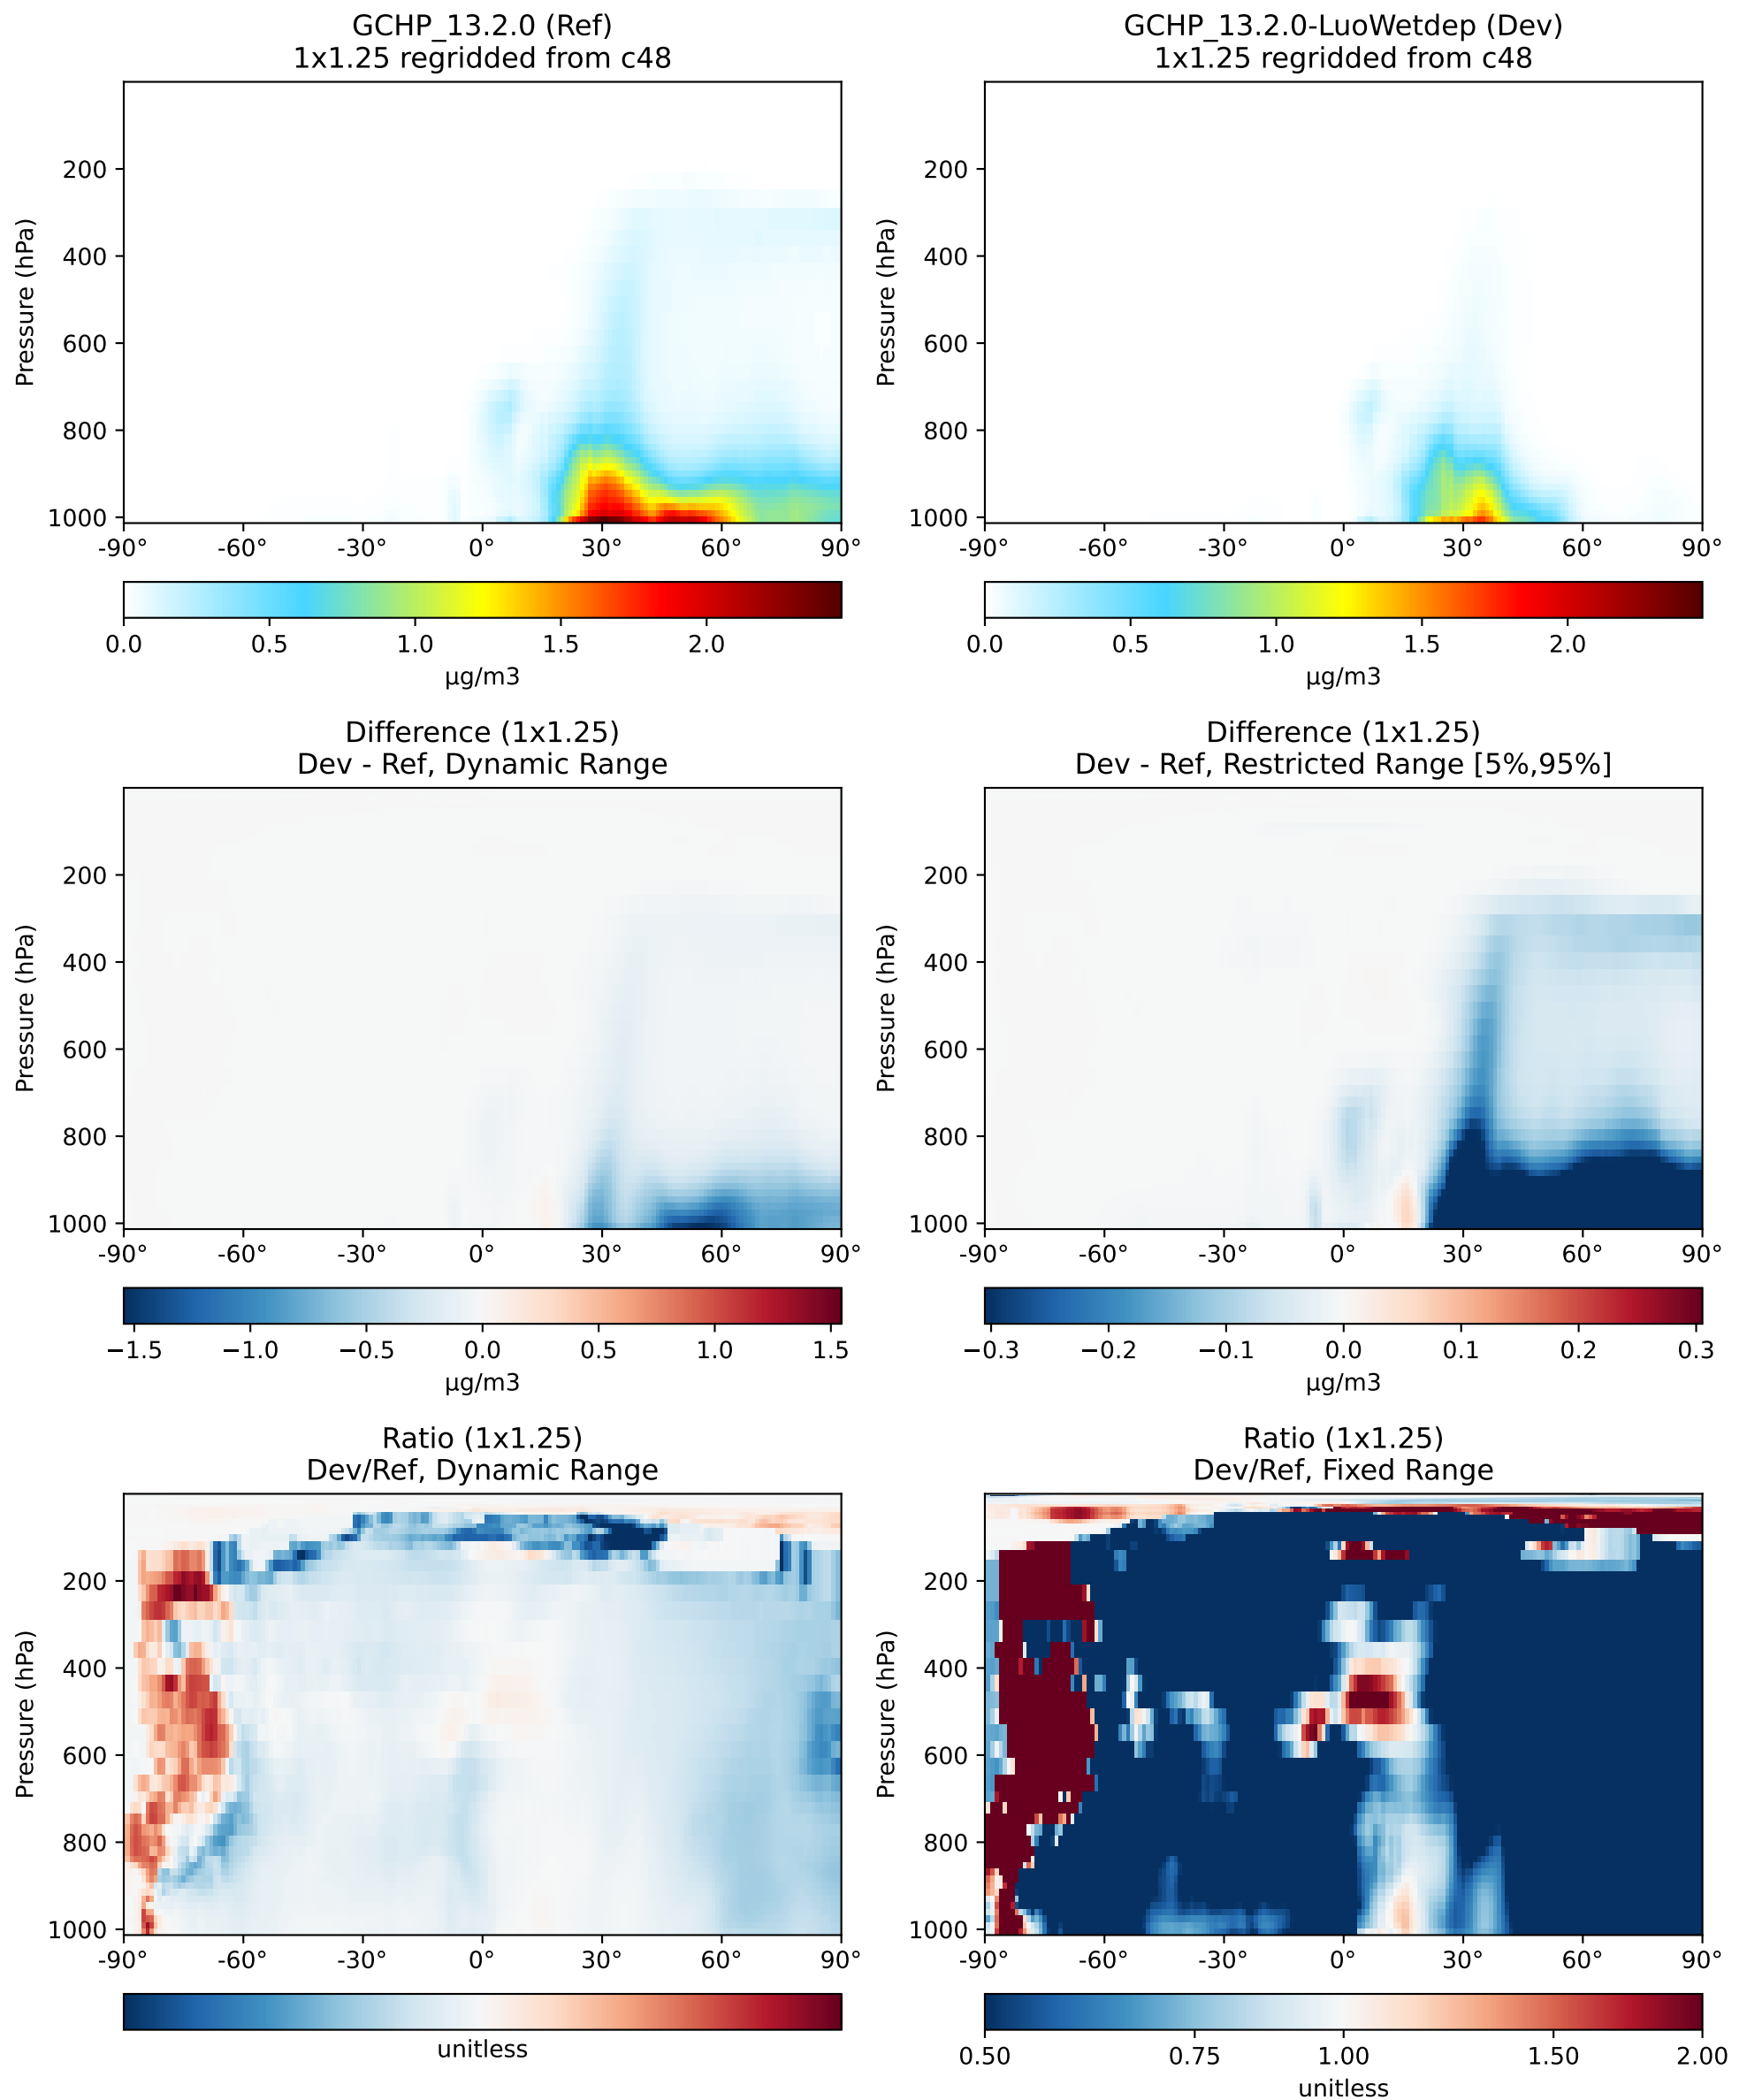 GCHP_13.2.0 (Ref)
1x1.25 regridded from c48
Pressure (hPa)
200
400
600
800
1000
-90° -60° -30° 0° 30° 60° 90°
0.0 0.5 1.0 1.5 2.0
μg/m3
GCHP_13.2.0-LuoWetdep (Dev)
1x1.25 regridded from c48
Pressure (hPa)
200
400
600
800
1000
-90° -60° -30° 0° 30° 60° 90°
0.0 0.5 1.0 1.5 2.0
μg/m3
Difference (1x1.25)
Dev - Ref, Dynamic Range
Pressure (hPa)
200
400
600
800
1000
-90° -60° -30° 0° 30° 60° 90°
−1.5 −1.0 −0.5 0.0 0.5 1.0 1.5
μg/m3
Difference (1x1.25)
Dev - Ref, Restricted Range [5%,95%]
Pressure (hPa)
200
400
600
800
1000
-90° -60° -30° 0° 30° 60° 90°
−0.3 −0.2 −0.1 0.0 0.1 0.2 0.3
μg/m3
Ratio (1x1.25)
Dev/Ref, Dynamic Range
Pressure (hPa)
200
400
600
800
1000
-90° -60° -30° 0° 30° 60° 90°
unitless
Ratio (1x1.25)
Dev/Ref, Fixed Range
Pressure (hPa)
200
400
600
800
1000
-90° -60° -30° 0° 30° 60° 90°
0.50 0.75 1.00 1.50 2.00
unitless